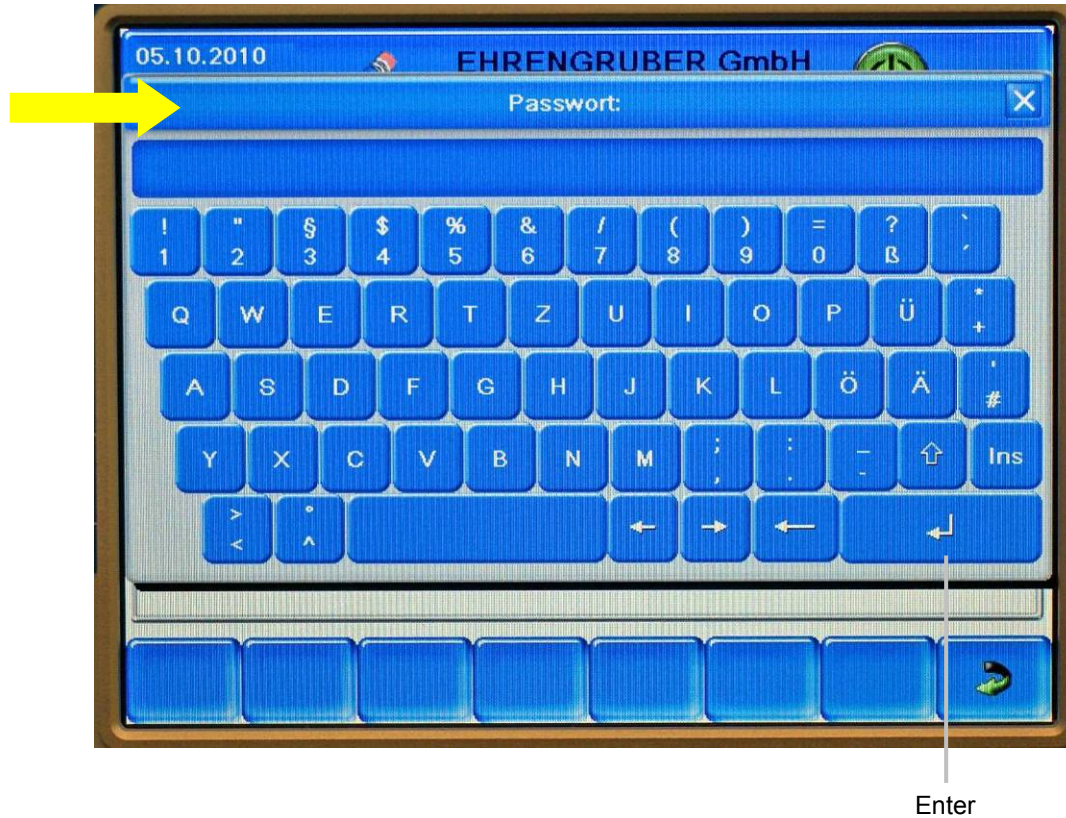 05.10.2010 EHRENGRUBER GmbH
Passwort:
! " § $ % & / ( ) = ? `
1 2 3 4 5 6 7 8 9 0 ß ´
Q W E R T Z U I O P Ü * +
A S D F G H J K L Ö Ä ' #
Y X C V B N M ; , : . _ - Ins
> < ° ^
Enter